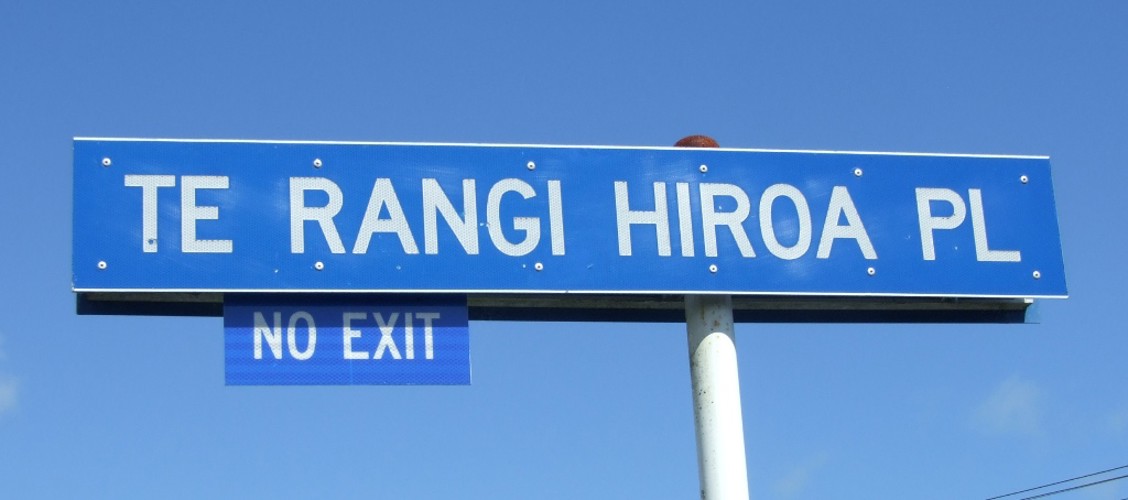 TE RANGI HIROA PL
NO EXIT